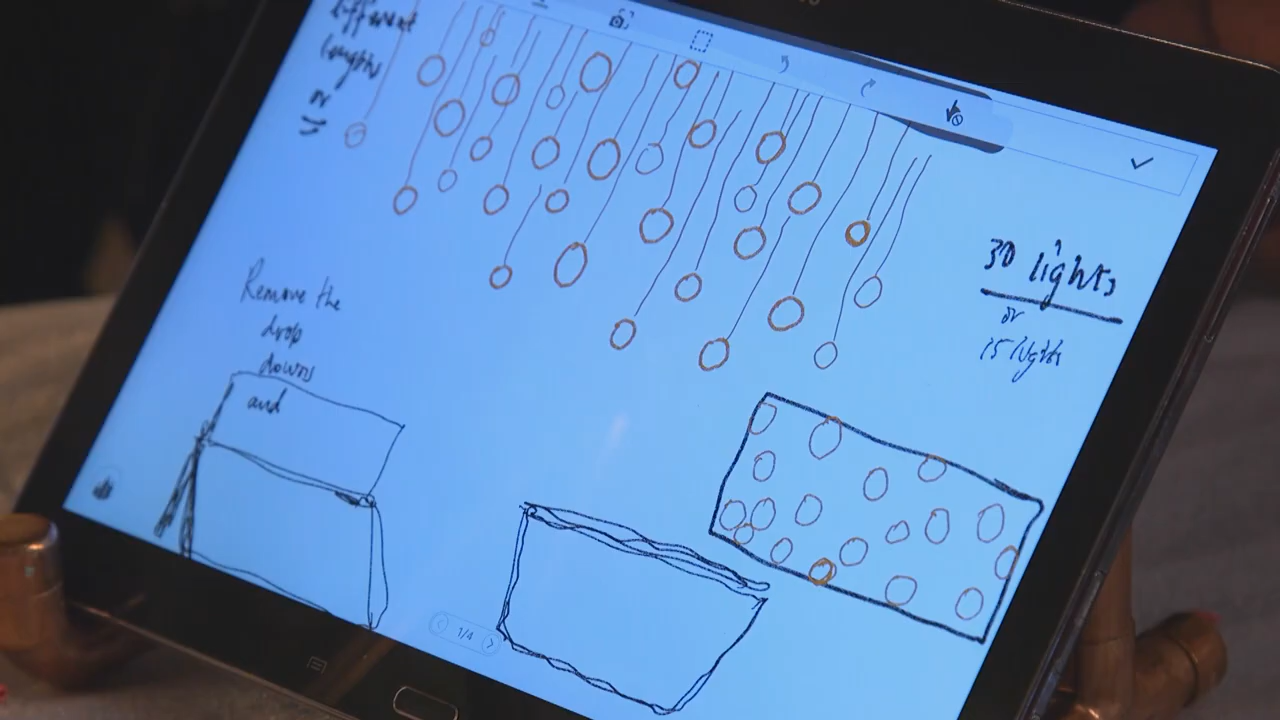 different
lengths
or
Remove the
drop
downs
and
30 lights
or
15 lights
1/4